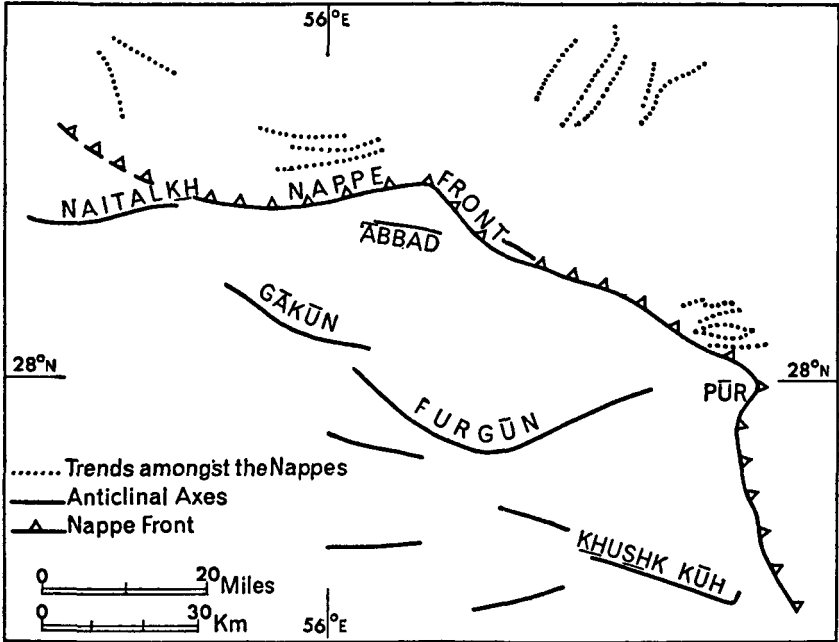 56°E
NAITALKH NAPPE FRONT
ĀBBAD
GĀKŪN
28°N
28°N
PŪR
FURGŪN
Trends amongst the Nappes
Anticlinal Axes
Nappe Front
KHUSHK KŪH
0 20 Miles
0 30 Km
56°E